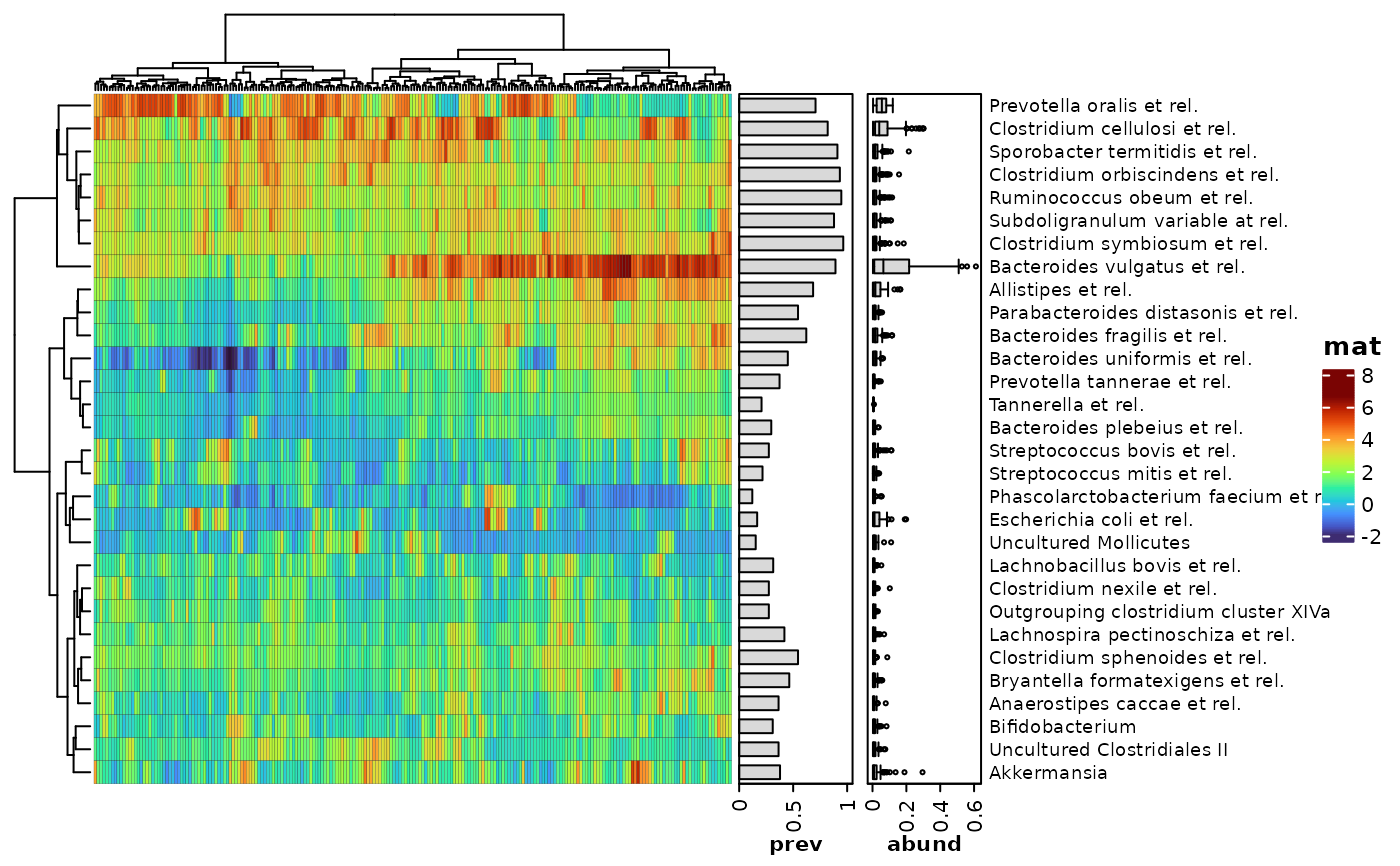 Prevotella oralis et rel.
Clostridium cellulosi et rel.
Sporobacter termitidis et rel.
Clostridium orbiscindens et rel.
Ruminococcus obeum et rel.
Subdoligranulum variable at rel.
Clostridium symbiosum et rel.
Bacteroides vulgatus et rel.
Allistipes et rel.
Parabacteroides distasonis et rel.
Bacteroides fragilis et rel.
Bacteroides uniformis et rel.
Prevotella tannerae et rel.
Tannerella et rel.
Bacteroides plebeius et rel.
Streptococcus bovis et rel.
Streptococcus mitis et rel.
Phascolarctobacterium faecium et r
Escherichia coli et rel.
Uncultured Mollicutes
Lachnobacillus bovis et rel.
Clostridium nexile et rel.
Outgrouping clostridium cluster XIVa
Lachnospira pectinoschiza et rel.
Clostridium sphenoides et rel.
Bryantella formatexigens et rel.
Anaerostipes caccae et rel.
Bifidobacterium
Uncultured Clostridiales II
Akkermansia
mat
8
6
4
2
0
-2
0 0.5 1
0 0.2 0.4 0.6
prev
abund